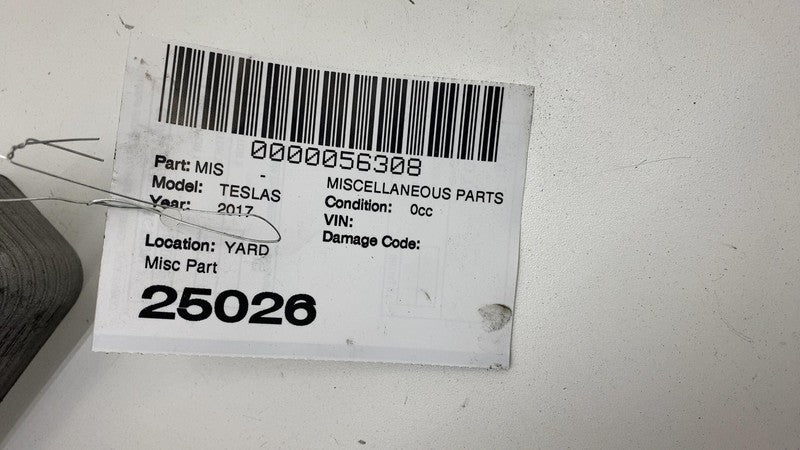 0000056308
Part: MIS - MISCELLANEOUS PARTS
Model: TESLAS Condition: 0cc
Year: 2017 VIN:
Damage Code:
Location: YARD
Misc Part
25026